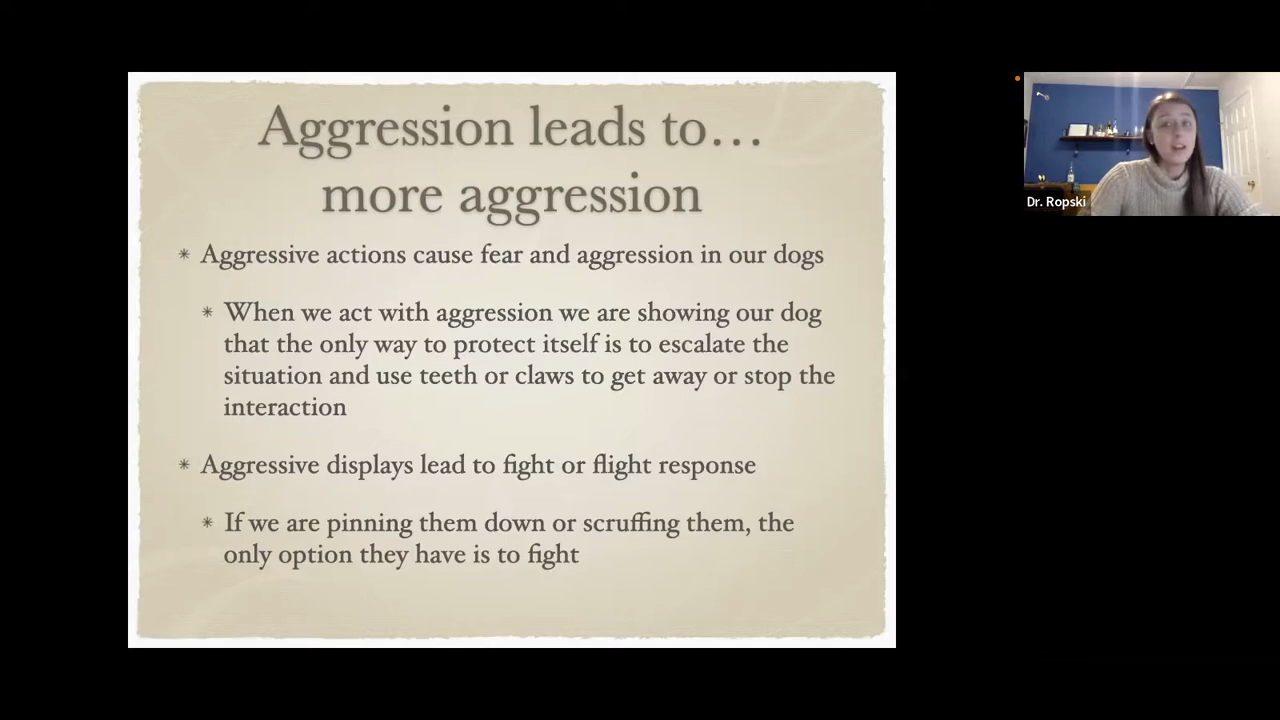 Aggression leads to…
more aggression
* Aggressive actions cause fear and aggression in our dogs
* When we act with aggression we are showing our dog
that the only way to protect itself is to escalate the
situation and use teeth or claws to get away or stop the
interaction
* Aggressive displays lead to fight or flight response
* If we are pinning them down or scruffing them, the
only option they have is to fight
Dr. Ropski